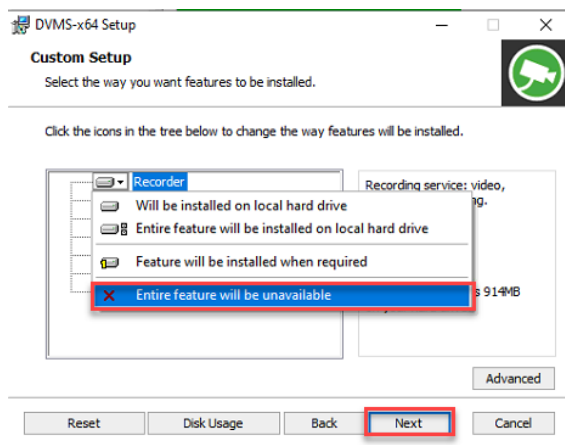 DVMS-x64 Setup
Custom Setup
Select the way you want features to be installed.
Click the icons in the tree below to change the way features will be installed.
Recorder
Recording service: video,
Will be installed on local hard drive
Entire feature will be installed on local hard drive
Feature will be installed when required
Entire feature will be unavailable
914MB
Advanced
Reset
Disk Usage
Back
Next
Cancel